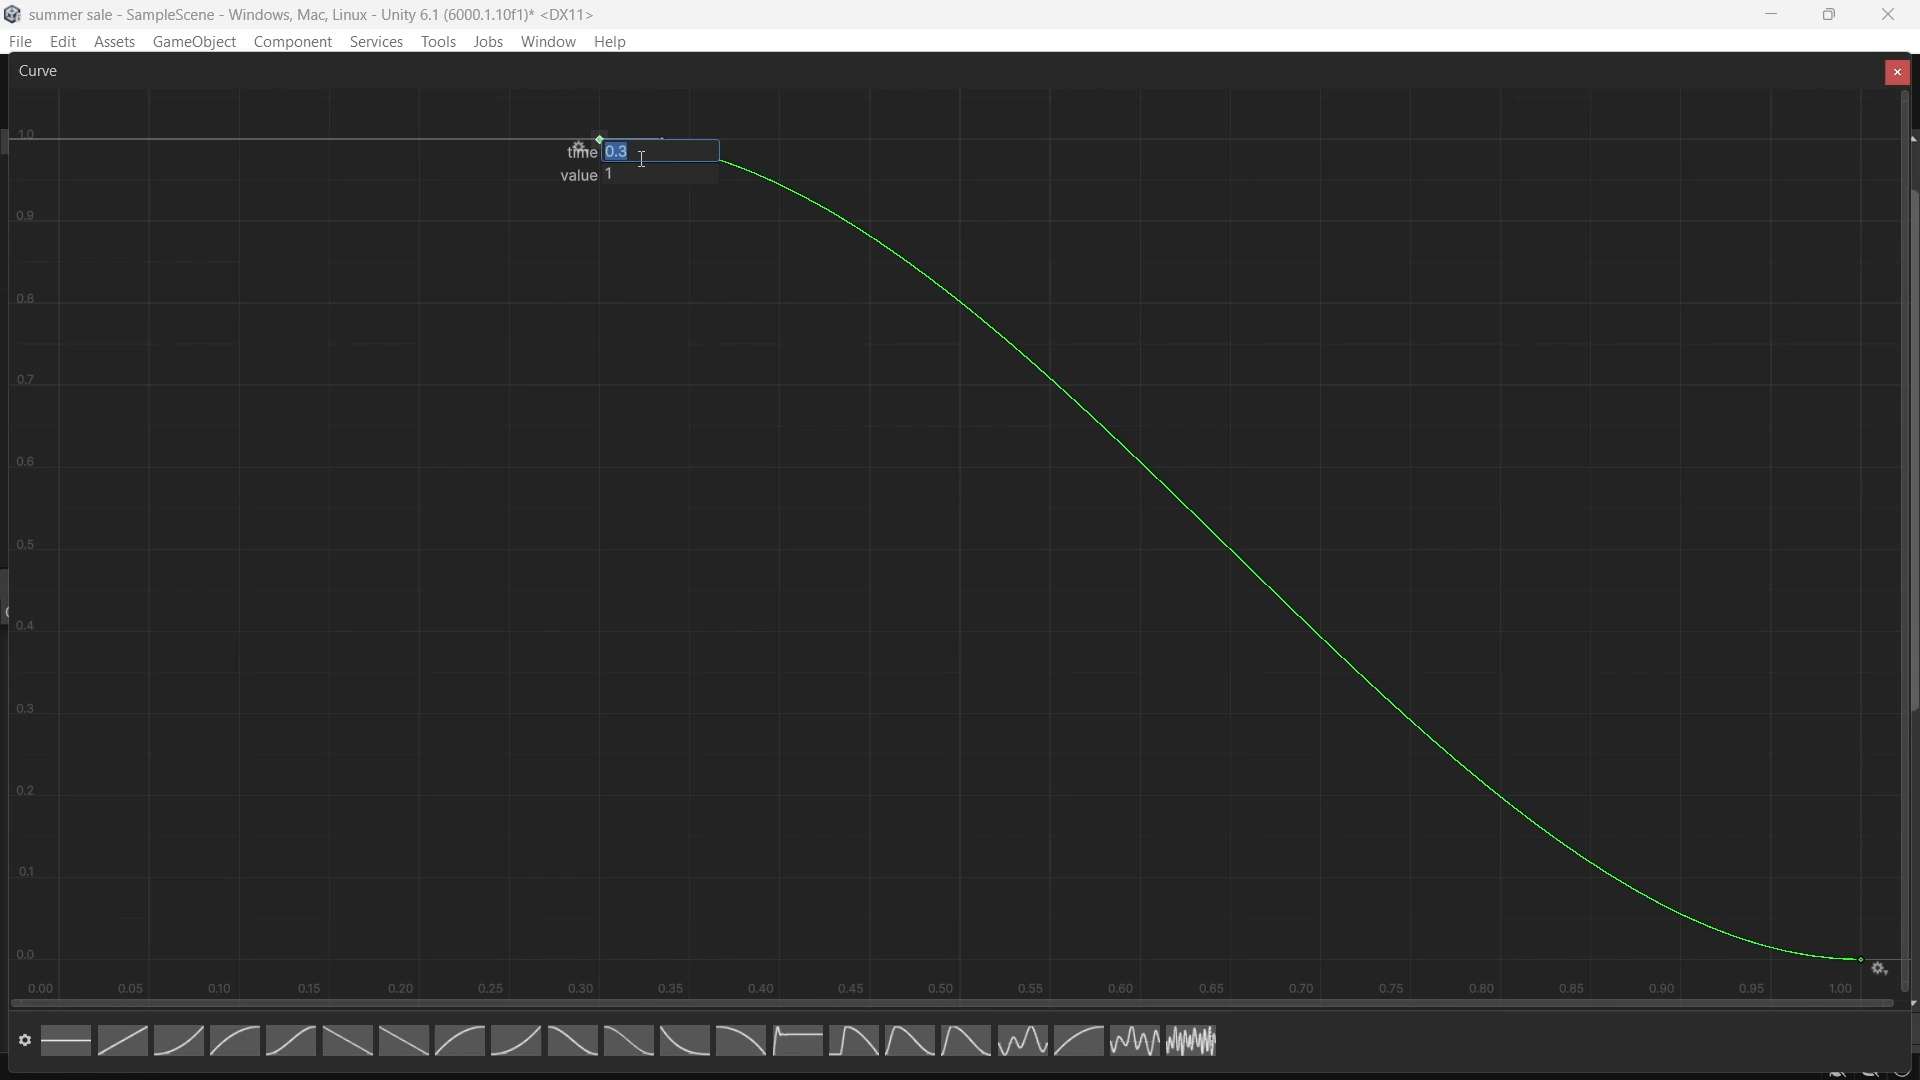 summer sale - SampleScene - Windows, Mac, Linux - Unity 6.1 (6000.1.10f1)* <DX11>
File Edit Assets GameObject Component Services Tools Jobs Window Help
Curve
1.0
time 0.3
value 1
0.9
0.8
0.7
0.6
0.5
0.4
0.3
0.2
0.1
0.0
0.00 0.05 0.10 0.15 0.20 0.25 0.30 0.35 0.40 0.45 0.50 0.55 0.60 0.65 0.70 0.75 0.80 0.85 0.90 0.95 1.00